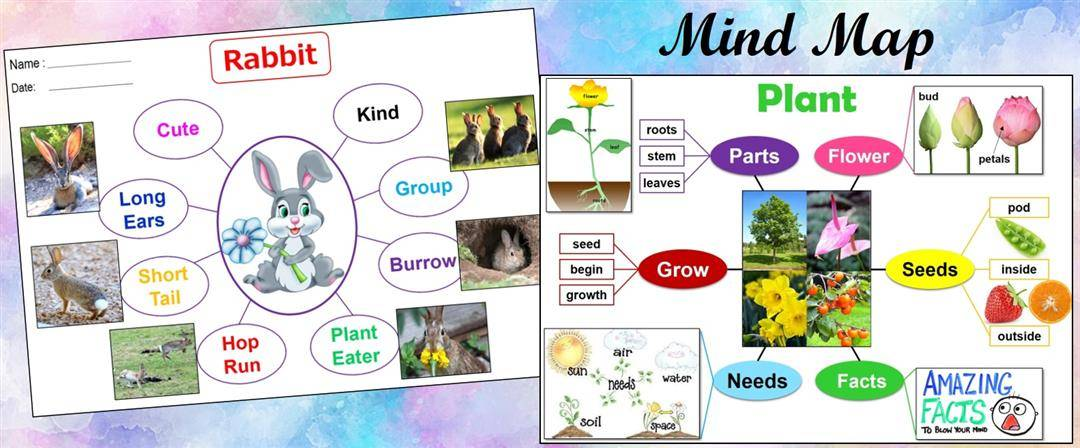 Mind Map
Name :
Date:
Rabbit
Cute
Kind
Long
Ears
Group
Short
Tail
Burrow
Hop
Run
Plant
Eater
Plant
flower
stem
leaf
roots
roots
stem
leaves
Parts
Flower
bud
petals
seed
begin
growth
Grow
Seeds
pod
inside
outside
sun
air
needs
water
soil
space
Needs
Facts
AMAZING
FACTS
TO BLOW YOUR MIND